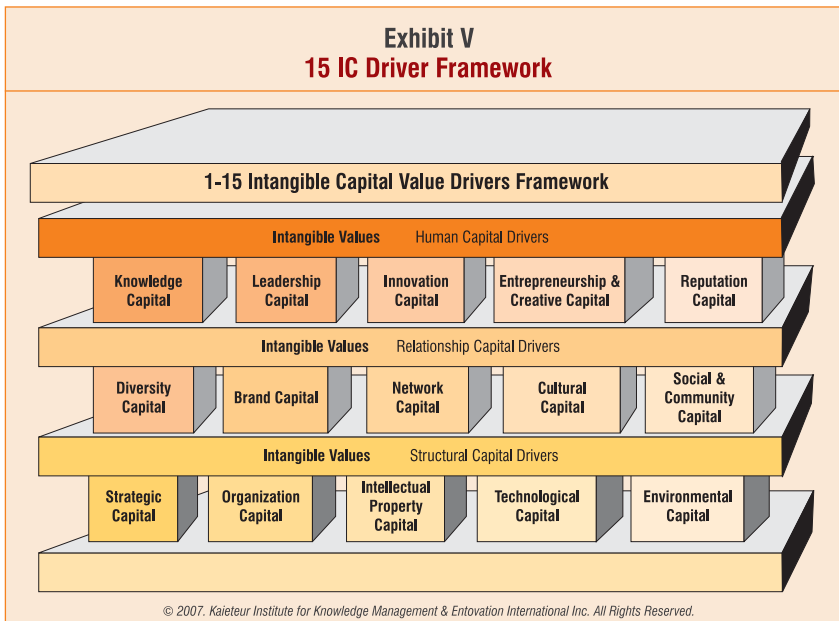 Exhibit V
15 IC Driver Framework
1-15 Intangible Capital Value Drivers Framework
Intangible Values Human Capital Drivers
Knowledge
Capital
Leadership
Capital
Innovation
Capital
Entrepreneurship &
Creative Capital
Reputation
Capital
Intangible Values Relationship Capital Drivers
Diversity
Capital
Brand Capital
Network
Capital
Cultural
Capital
Social &
Community
Capital
Intangible Values Structural Capital Drivers
Strategic
Capital
Organization
Capital
Intellectual
Property
Capital
Technological
Capital
Environmental
Capital
© 2007. Kaieteur Institute for Knowledge Management & Entovation International Inc. All Rights Reserved.